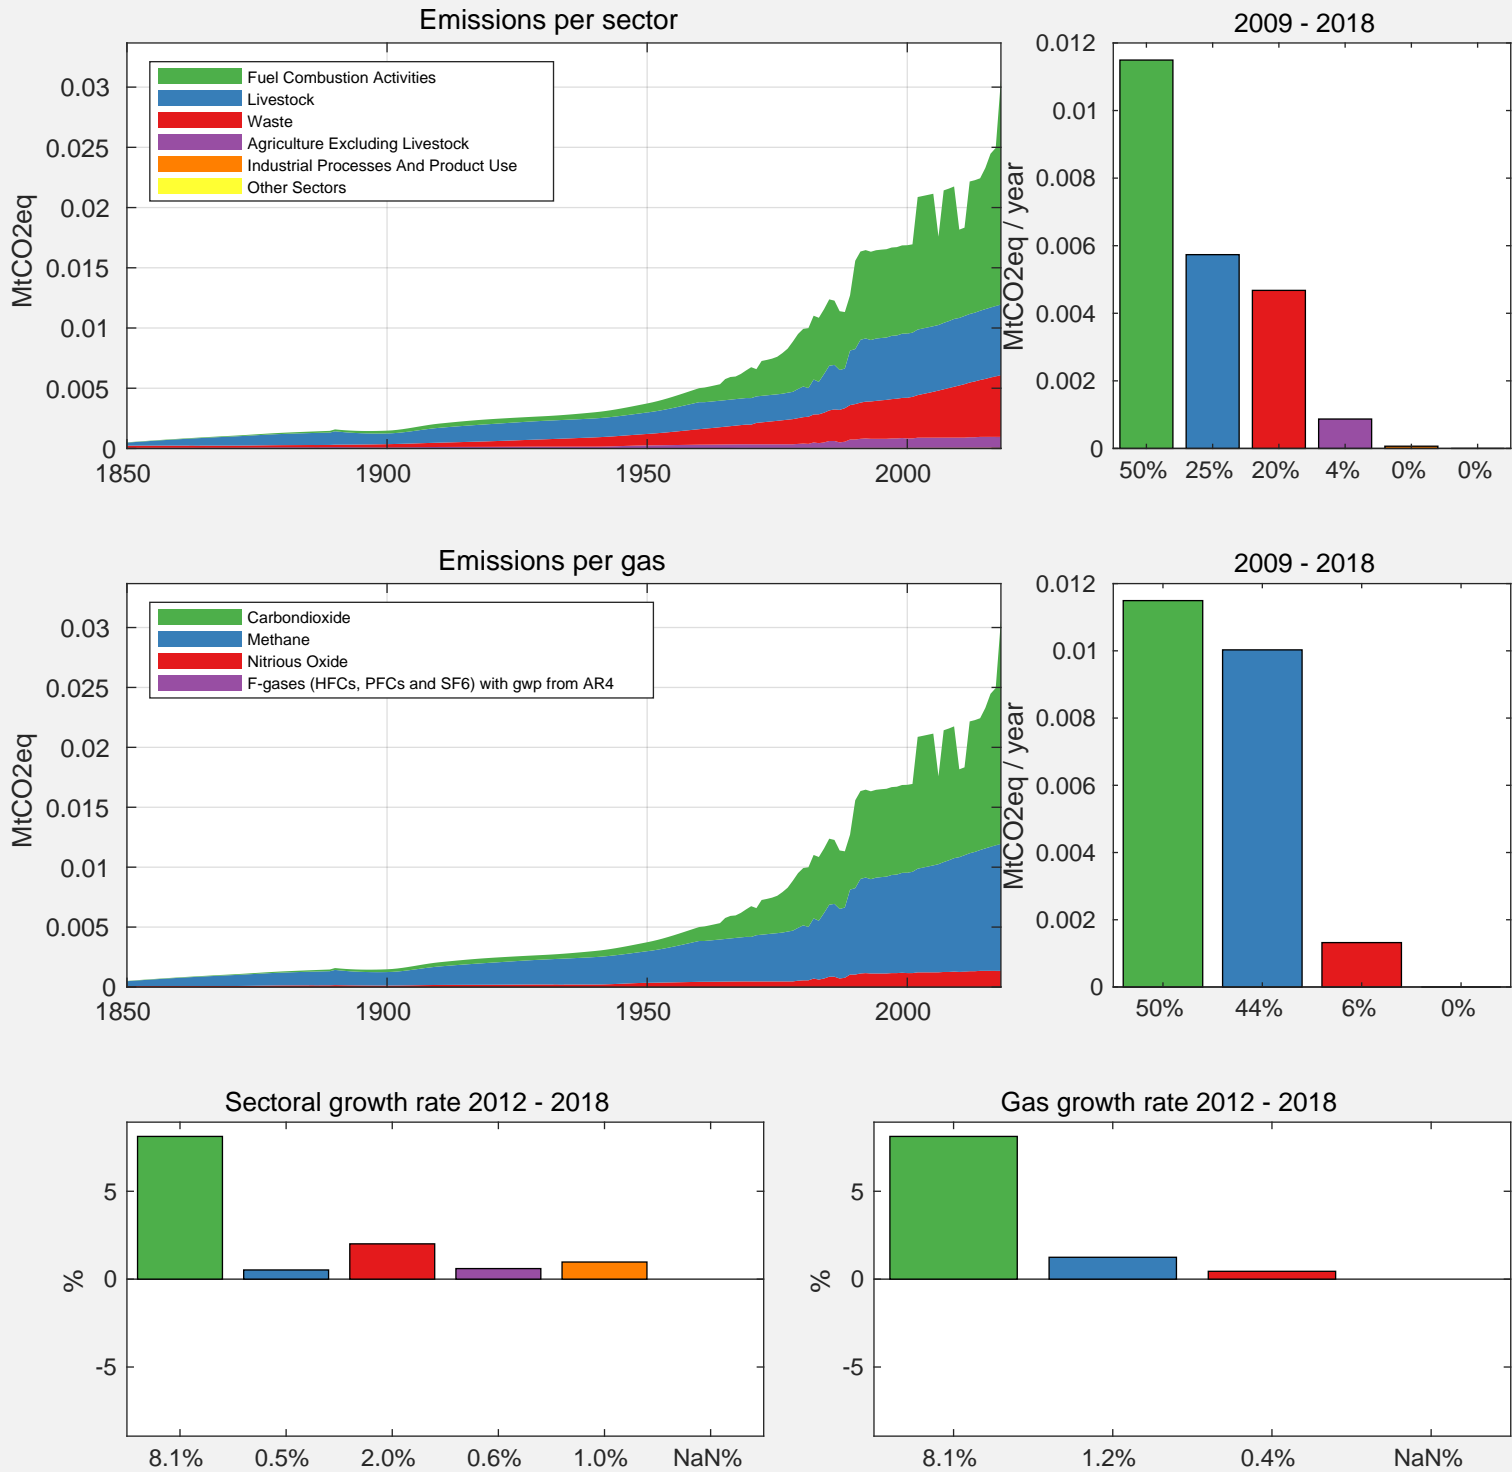 Emissions per sector
MtCO2eq
0.03
0.025
0.02
0.015
0.01
0.005
0
1850
1900
1950
2000
Fuel Combustion Activities
Livestock
Waste
Agriculture Excluding Livestock
Industrial Processes And Product Use
Other Sectors
2009 - 2018
MtCO2eq / year
0.012
0.01
0.008
0.006
0.004
0.002
0
50%
25%
20%
4%
0%
0%
Emissions per gas
MtCO2eq
0.03
0.025
0.02
0.015
0.01
0.005
0
1850
1900
1950
2000
Carbondioxide
Methane
Nitrious Oxide
F-gases (HFCs, PFCs and SF6) with gwp from AR4
2009 - 2018
MtCO2eq / year
0.012
0.01
0.008
0.006
0.004
0.002
0
50%
44%
6%
0%
Sectoral growth rate 2012 - 2018
%
5
0
-5
8.1%
0.5%
2.0%
0.6%
1.0%
NaN%
Gas growth rate 2012 - 2018
%
5
0
-5
8.1%
1.2%
0.4%
NaN%